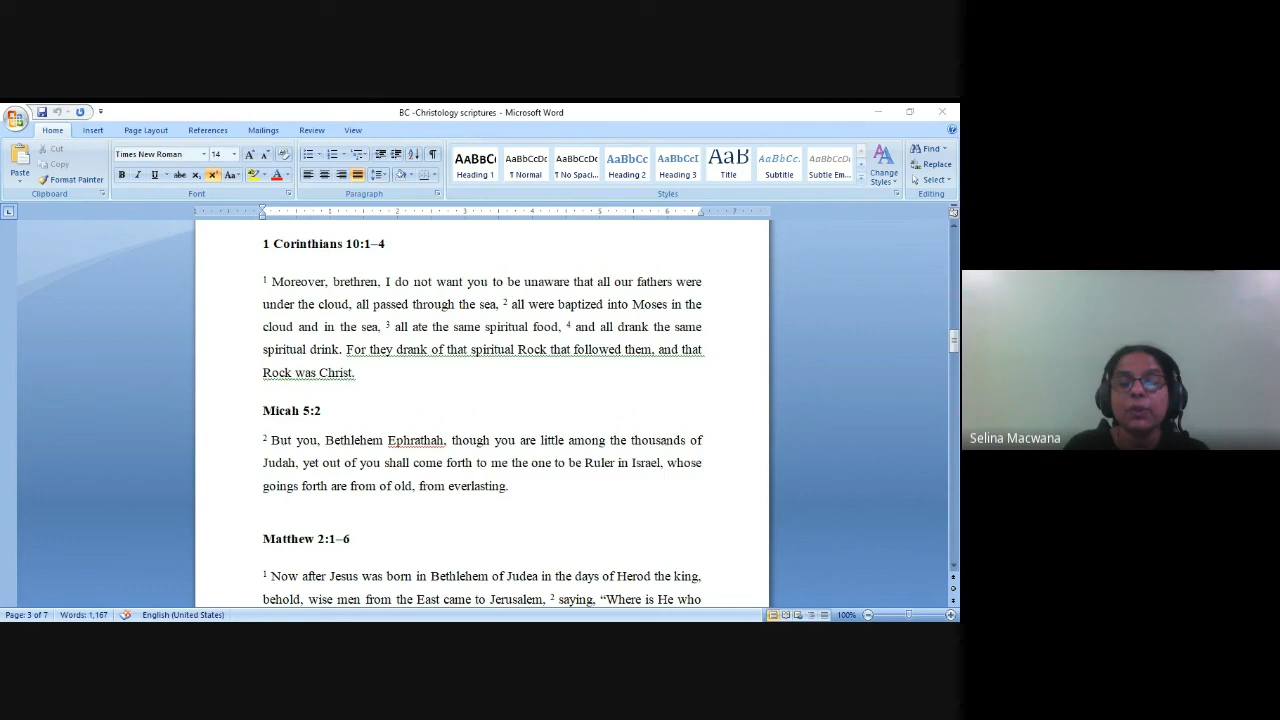 BC -Christology scriptures - Microsoft Word
Home Insert Page Layout References Mailings Review View
Paste
Cut
Copy
Format Painter
Clipboard
Times New Roman 14
Font
Paragraph
AaBbC Heading 1
AaBbCcDc ¶ Normal
AaBbCcDc ¶ No Spaci...
AaBbCc Heading 2
AaBbCcI Heading 3
AaB Title
AaBbCc. Subtitle
AaBbCcDi Subtle Em...
Change Styles
Styles
Find
Replace
Select
Editing
1 Corinthians 10:1–4
1 Moreover, brethren, I do not want you to be unaware that all our fathers were
under the cloud, all passed through the sea, 2 all were baptized into Moses in the
cloud and in the sea, 3 all ate the same spiritual food, 4 and all drank the same
spiritual drink. For they drank of that spiritual Rock that followed them, and that
Rock was Christ.
Micah 5:2
2 But you, Bethlehem Ephrathah, though you are little among the thousands of
Judah, yet out of you shall come forth to me the one to be Ruler in Israel, whose
goings forth are from of old, from everlasting.
Matthew 2:1–6
1 Now after Jesus was born in Bethlehem of Judea in the days of Herod the king,
behold, wise men from the East came to Jerusalem, 2 saying, “Where is He who
Page: 3 of 7 Words: 1,167 English (United States) 100%
Selina Macwana